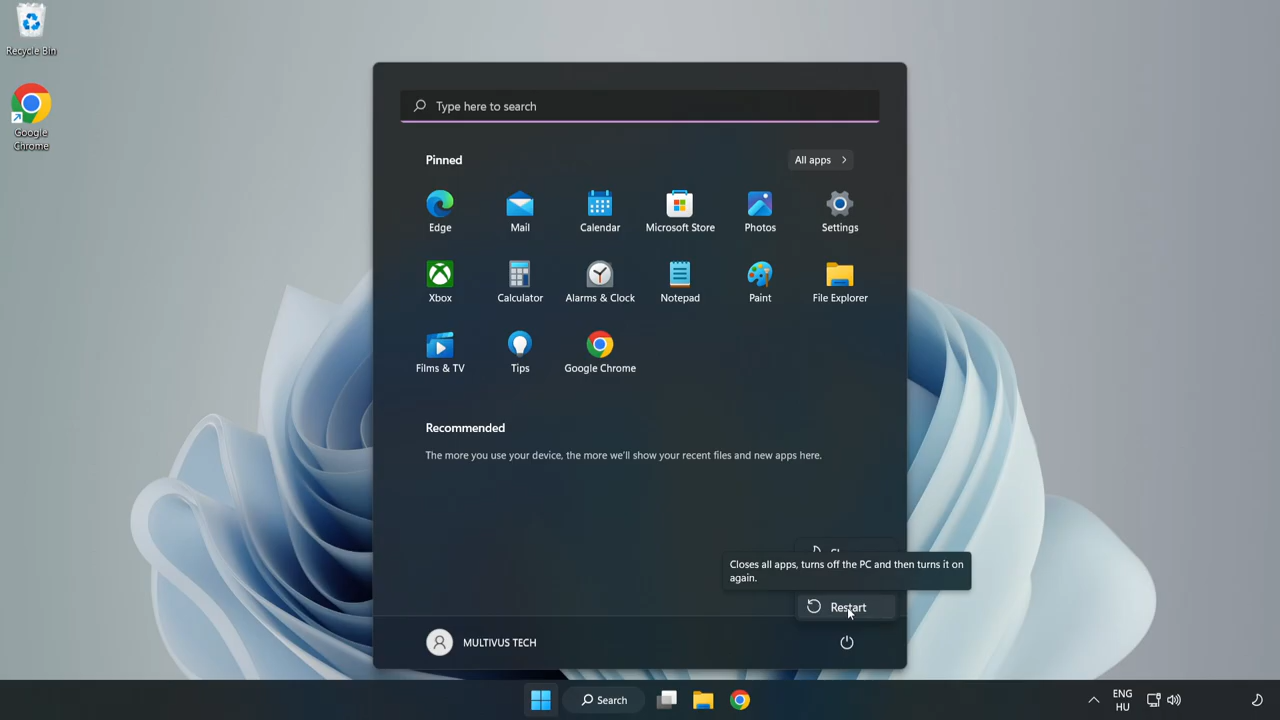 Recycle Bin
Google
Chrome
Type here to search
Pinned
All apps
Edge
Mail
Calendar
Microsoft Store
Photos
Settings
Xbox
Calculator
Alarms & Clock
Notepad
Paint
File Explorer
Films & TV
Tips
Google Chrome
Recommended
The more you use your device, the more we'll show your recent files and new apps here.
Closes all apps, turns off the PC and then turns it on
again.
Restart
MULTIVUS TECH
Search
ENG
HU